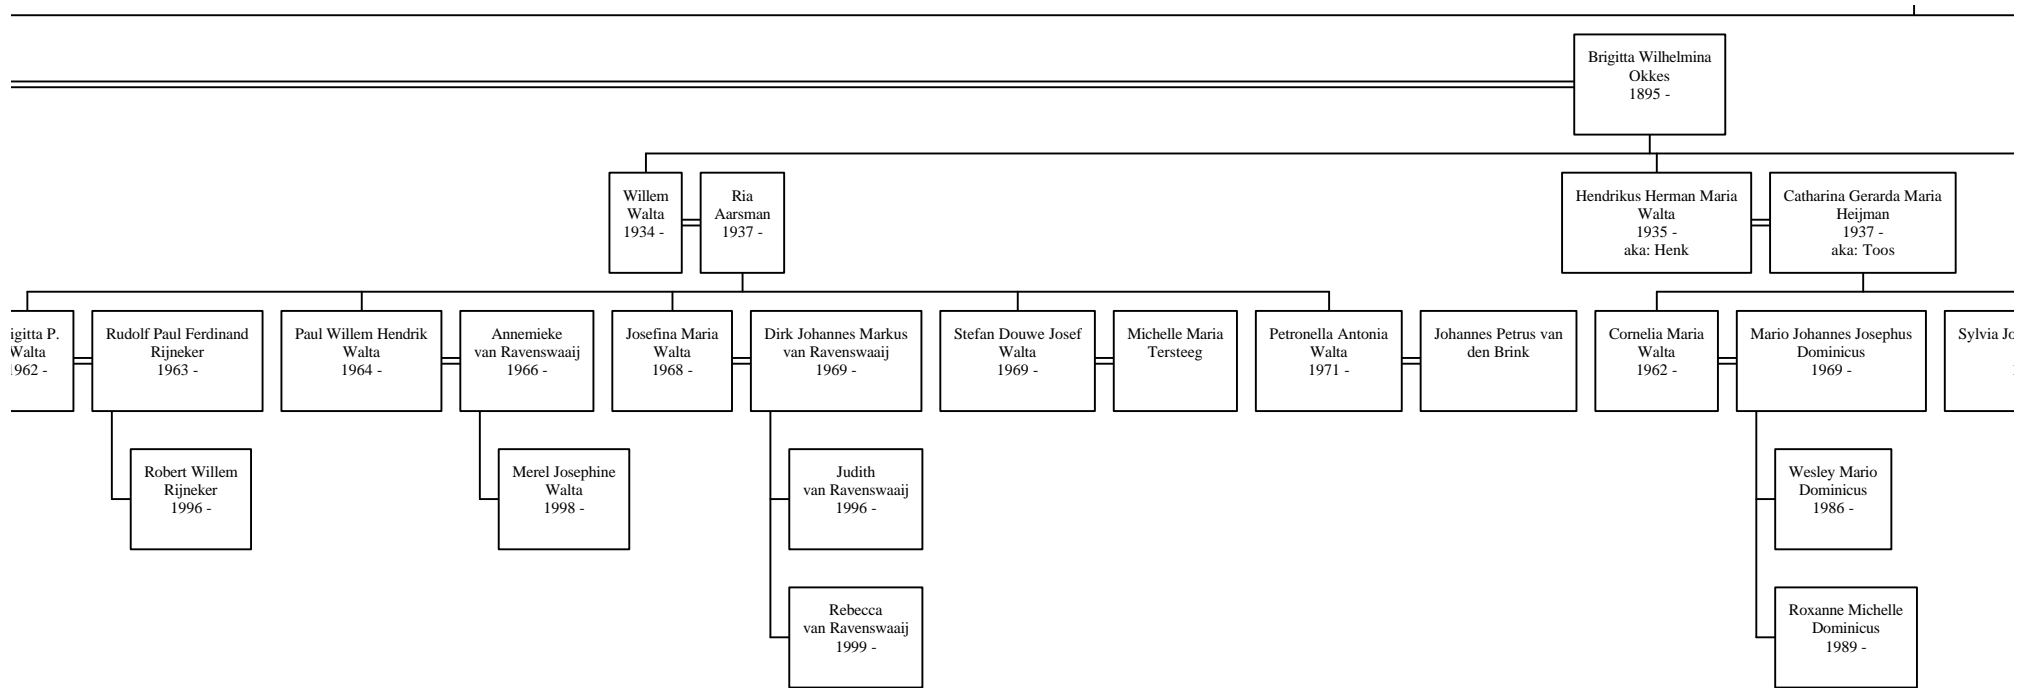 Brigitta Wilhelmina
Okkes
1895 -
Willem
Walta
1934 -
Ria
Aarsman
1937 -
Hendrikus Herman Maria
Walta
1935 -
aka: Henk
Catharina Gerarda Maria
Heijman
1937 -
aka: Toos
P.
Walta
1962 -
Rudolf Paul Ferdinand
Rijneker
1963 -
Paul Willem Hendrik
Walta
1964 -
Annemieke
van Ravenswaaij
1966 -
Josefina Maria
Walta
1968 -
Dirk Johannes Markus
van Ravenswaaij
1969 -
Stefan Douwe Josef
Walta
1969 -
Michelle Maria
Tersteeg
Petronella Antonia
Walta
1971 -
Johannes Petrus van
den Brink
Cornelia Maria
Walta
1962 -
Mario Johannes Josephus
Dominicus
1969 -
Sylvia
Robert Willem
Rijneker
1996 -
Merel Josephine
Walta
1998 -
Judith
van Ravenswaaij
1996 -
Wesley Mario
Dominicus
1986 -
Rebecca
van Ravenswaaij
1999 -
Roxanne Michelle
Dominicus
1989 -